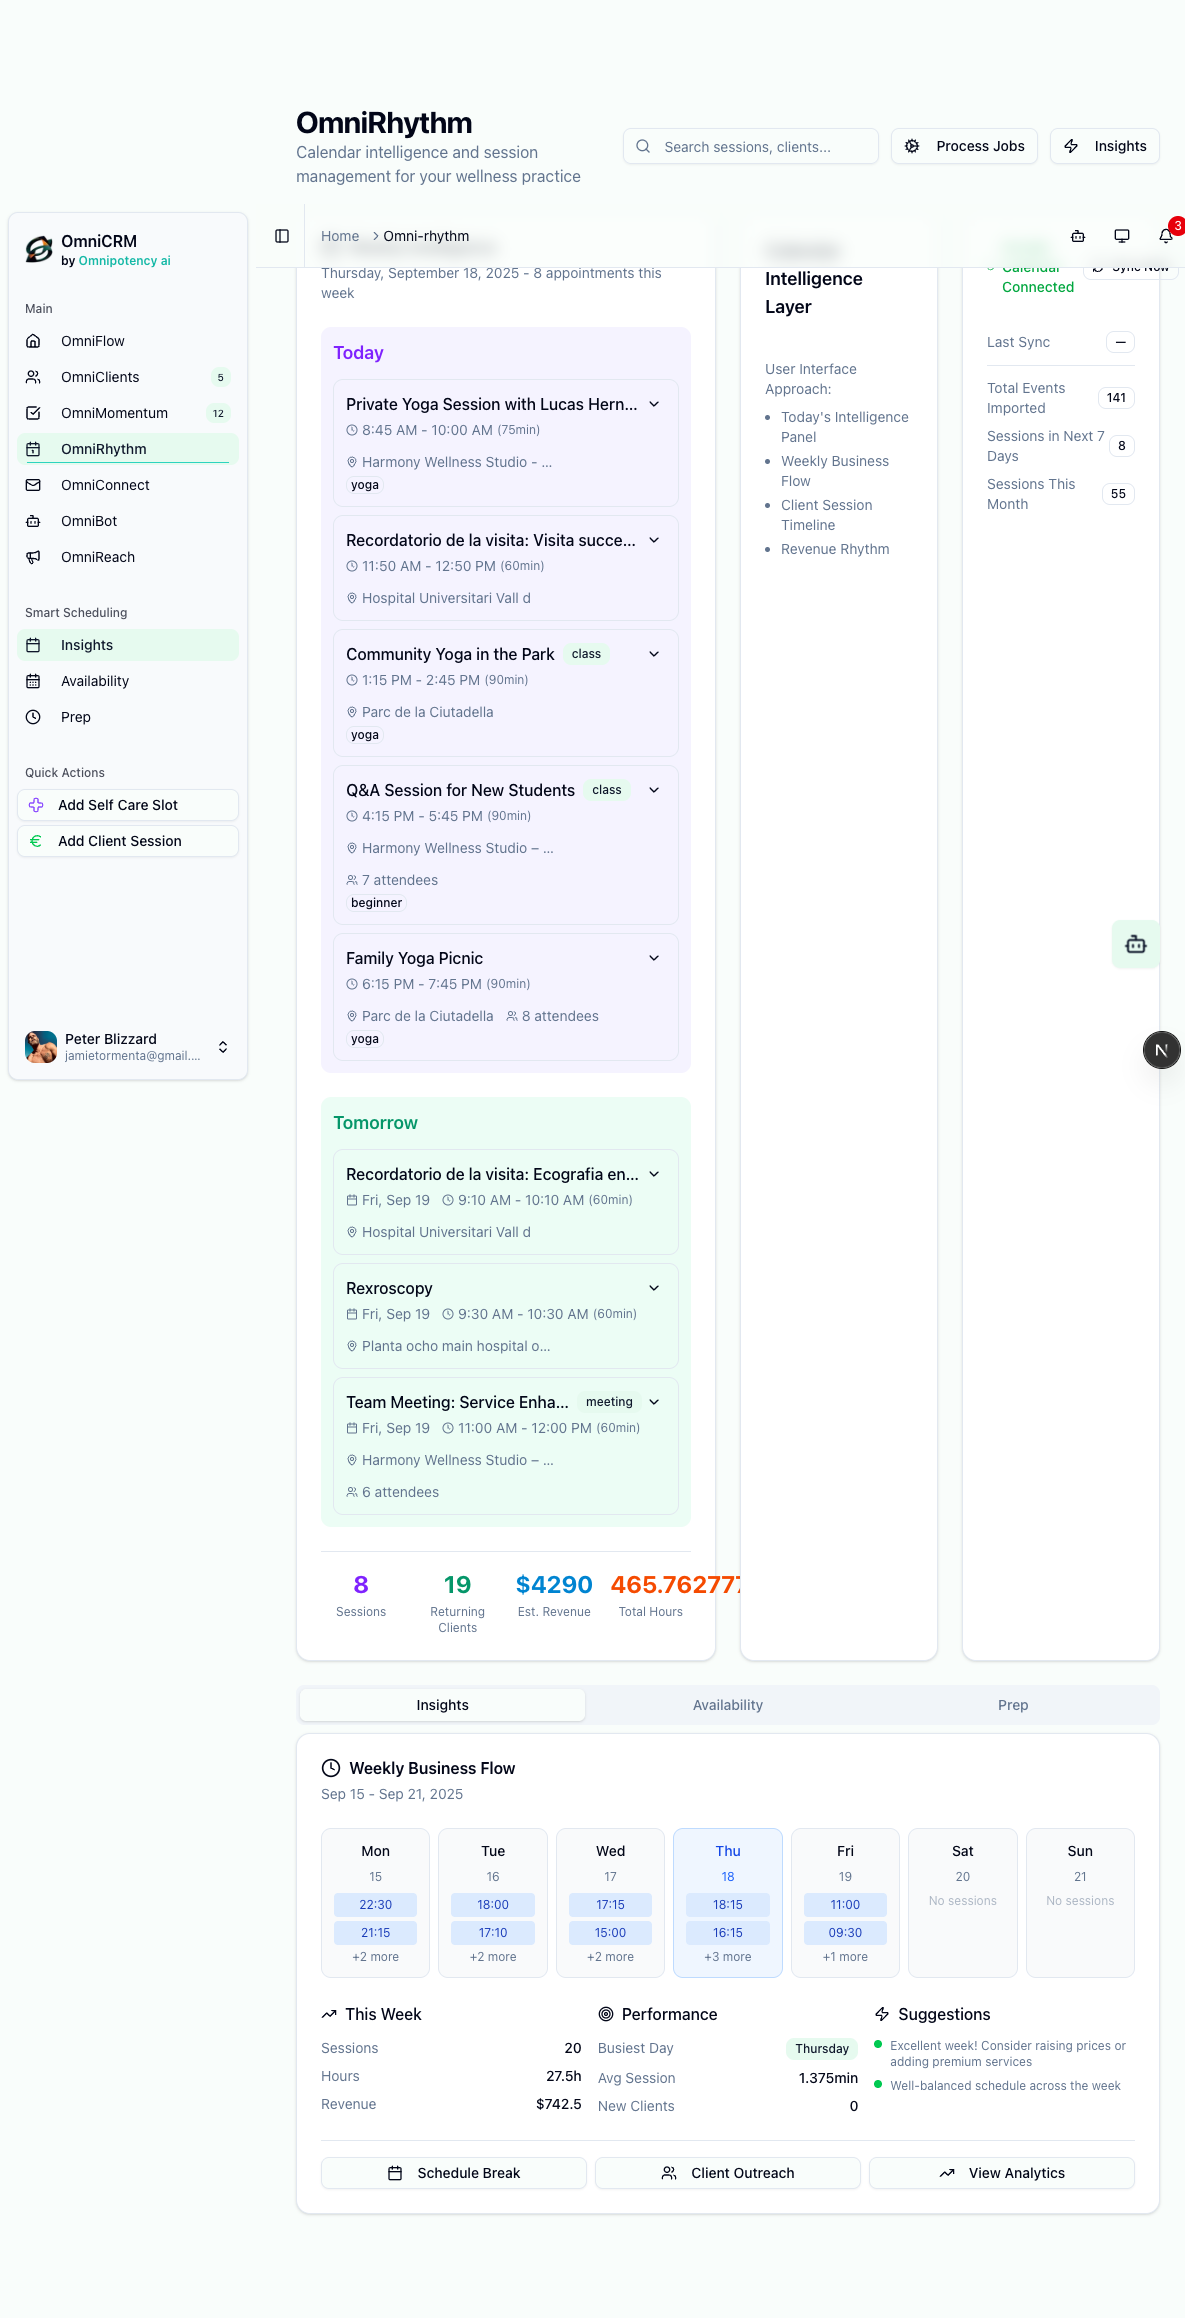 OmniRhythm
Calendar intelligence and session
management for your wellness practice
Search sessions, clients...
Process Jobs
Insights
OmniCRM
by Omnipotency ai
Main
OmniFlow
OmniClients
5
OmniMomentum
12
OmniRhythm
OmniConnect
OmniBot
OmniReach
Smart Scheduling
Insights
Availability
Prep
Quick Actions
Add Self Care Slot
Add Client Session
Peter Blizzard
jamietormenta@gmail....
Home
Omni-rhythm
3
Thursday, September 18, 2025 - 8 appointments this
week
Today
Private Yoga Session with Lucas Hern...
8:45 AM - 10:00 AM (75min)
Harmony Wellness Studio - ...
yoga
Recordatorio de la visita: Visita succe...
11:50 AM - 12:50 PM (60min)
Hospital Universitari Vall d
Community Yoga in the Park class
1:15 PM - 2:45 PM (90min)
Parc de la Ciutadella
yoga
Q&A Session for New Students class
4:15 PM - 5:45 PM (90min)
Harmony Wellness Studio – ...
7 attendees
beginner
Family Yoga Picnic
6:15 PM - 7:45 PM (90min)
Parc de la Ciutadella 8 attendees
yoga
Tomorrow
Recordatorio de la visita: Ecografia en...
Fri, Sep 19 9:10 AM - 10:10 AM (60min)
Hospital Universitari Vall d
Rexroscopy
Fri, Sep 19 9:30 AM - 10:30 AM (60min)
Planta ocho main hospital o...
Team Meeting: Service Enha... meeting
Fri, Sep 19 11:00 AM - 12:00 PM (60min)
Harmony Wellness Studio – ...
6 attendees
8
Sessions
19
Returning
Clients
$4290
Est. Revenue
465.762777
Total Hours
Intelligence
Layer
User Interface
Approach:
Today's Intelligence
Panel
Weekly Business
Flow
Client Session
Timeline
Revenue Rhythm
Calendar
Connected
Sync Now
Last Sync —
Total Events
Imported
141
Sessions in Next 7
Days
8
Sessions This
Month
55
N
Insights
Availability
Prep
Weekly Business Flow
Sep 15 - Sep 21, 2025
Mon
15
22:30
21:15
+2 more
Tue
16
18:00
17:10
+2 more
Wed
17
17:15
15:00
+2 more
Thu
18
18:15
16:15
+3 more
Fri
19
11:00
09:30
+1 more
Sat
20
No sessions
Sun
21
No sessions
This Week
Sessions 20
Hours 27.5h
Revenue $742.5
Performance
Busiest Day Thursday
Avg Session 1.375min
New Clients 0
Suggestions
Excellent week! Consider raising prices or
adding premium services
Well-balanced schedule across the week
Schedule Break
Client Outreach
View Analytics